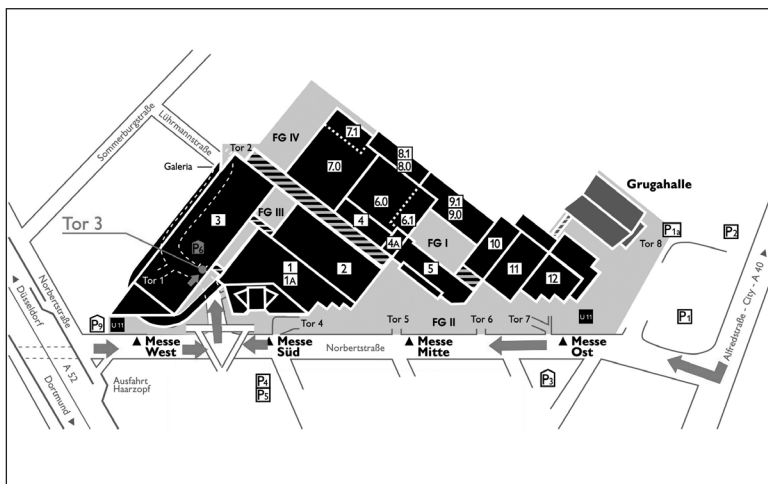 Sommerburgstraße
Lührmannstraße
Tor 2
Galeria
FG IV
7.1
7.0
8.1
8.0
6.0
6.1
9.1
9.0
Grugahalle
Tor 3
3
FG III
4
4A
FG I
10
P1a
P2
Tor 8
P6
Tor 1
1
1A
2
5
11
12
P1
Norbertstraße
Düsseldorf
P9
U 11
Tor 4
Tor 5
FG II
Tor 6
Tor 7
U 11
Messe
West
Messe
Süd
Norbertstraße
Messe
Mitte
Messe
Ost
A 52
Dortmund
Ausfahrt
Haarzopf
P4
P5
P3
Alfredstraße - City - A 40